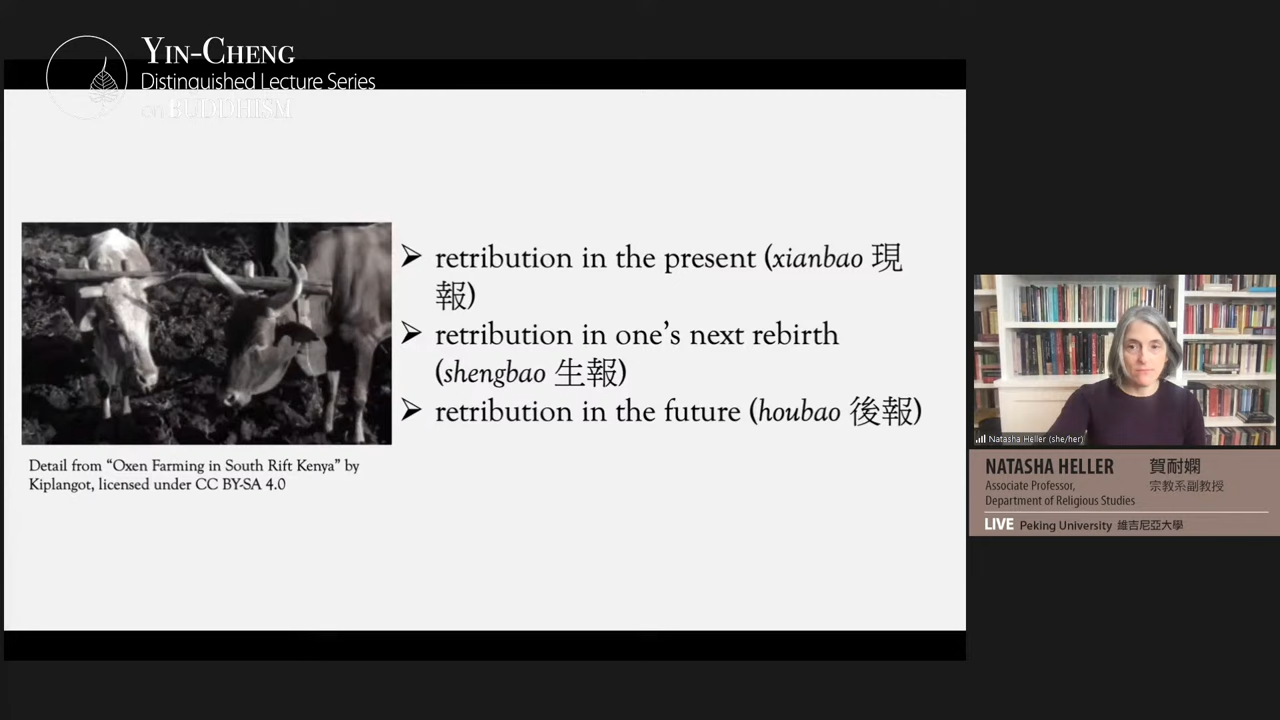 YIN-CHENG
Distinguished Lecture Series
on BUDDHISM
➢ retribution in the present (xianbao 現
報)
➢ retribution in one's next rebirth
(shengbao 生報)
➢ retribution in the future (houbao 後報)
Detail from “Oxen Farming in South Rift Kenya” by
Kiplangot, licensed under CC BY-SA 4.0
Natasha Heller (she/her)
NATASHA HELLER 賀耐嫻
Associate Professor, 宗教系副教授
Department of Religious Studies
LIVE Peking University 維吉尼亞大學